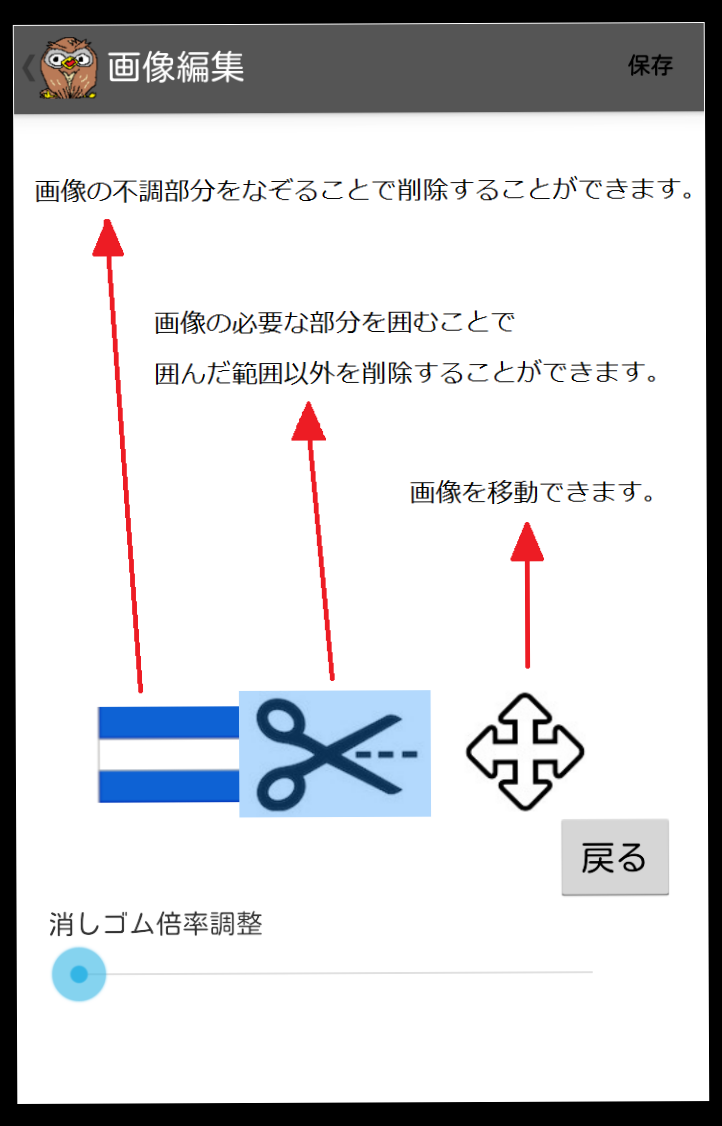 画像編集
保存
画像の不調部分をなぞることで削除することができます。
画像の必要な部分を囲むことで
囲んだ範囲以外を削除することができます。
画像を移動できます。
戻る
消しゴム倍率調整